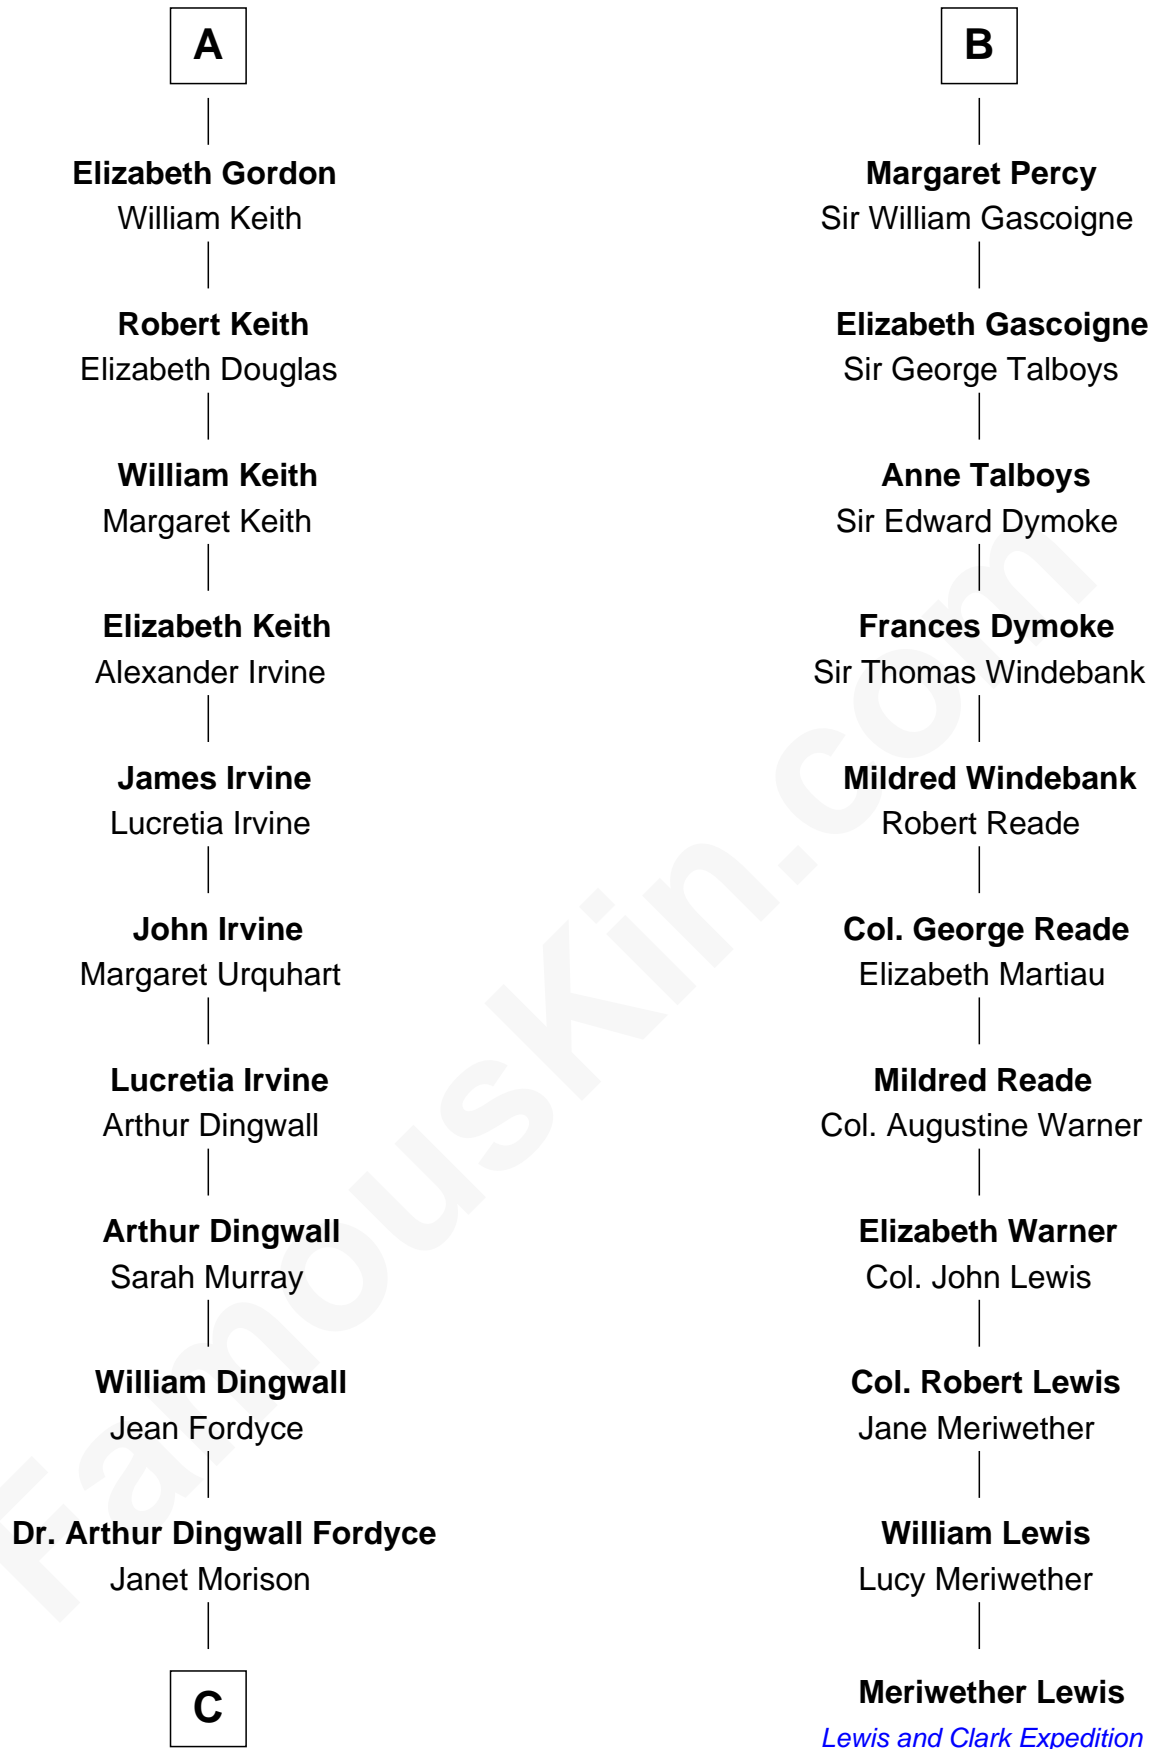 A
Elizabeth Gordon
William Keith
Robert Keith
Elizabeth Douglas
William Keith
Margaret Keith
Elizabeth Keith
Alexander Irvine
James Irvine
Lucretia Irvine
John Irvine
Margaret Urquhart
Lucretia Irvine
Arthur Dingwall
Arthur Dingwall
Sarah Murray
William Dingwall
Jean Fordyce
Dr. Arthur Dingwall Fordyce
Janet Morison
C
B
Margaret Percy
Sir William Gascoigne
Elizabeth Gascoigne
Sir George Talboys
Anne Talboys
Sir Edward Dymoke
Frances Dymoke
Sir Thomas Windebank
Mildred Windebank
Robert Reade
Col. George Reade
Elizabeth Martiau
Mildred Reade
Col. Augustine Warner
Elizabeth Warner
Col. John Lewis
Col. Robert Lewis
Jane Meriwether
William Lewis
Lucy Meriwether
Meriwether Lewis
Lewis and Clark Expedition
FamousKin.com